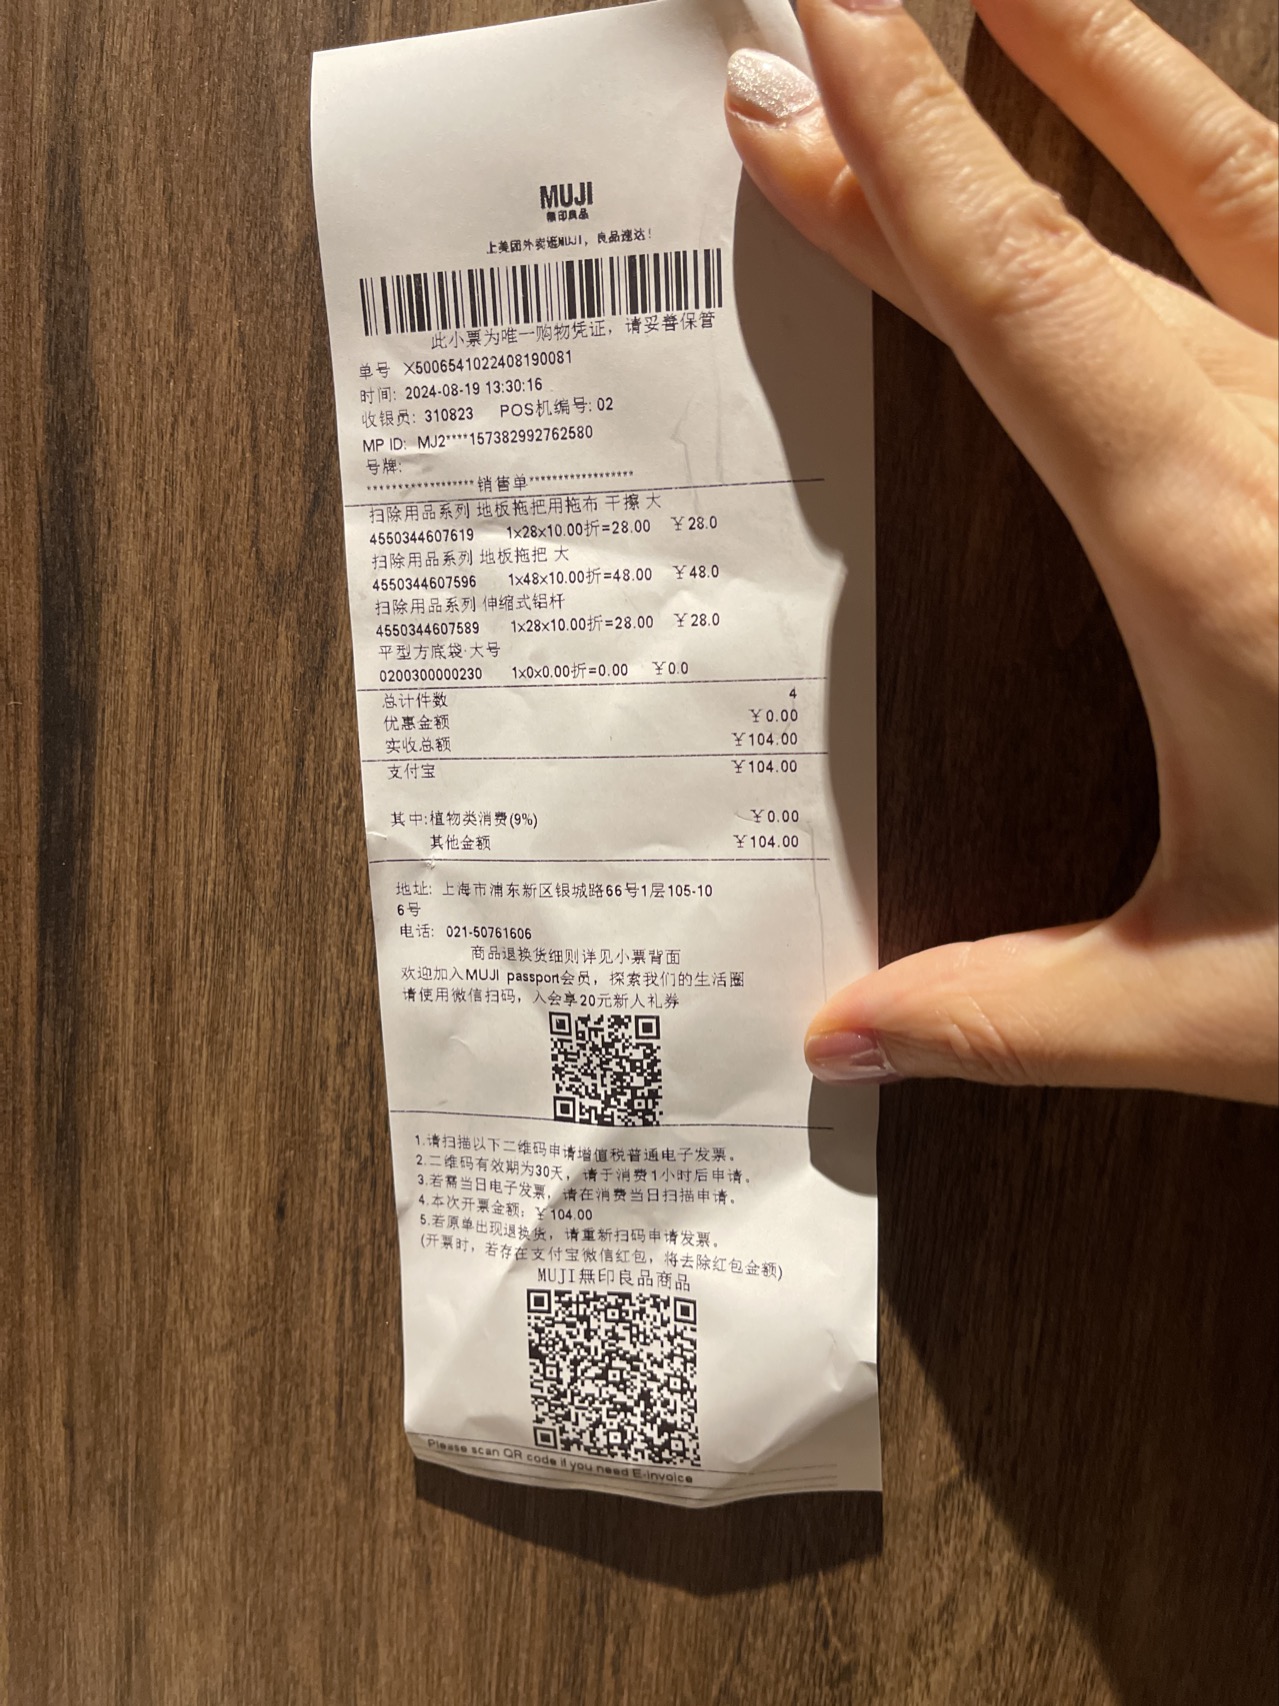 MUJI
無印良品
上美团外卖逛MUJI，良品速达！
此小票为唯一购物凭证，请妥善保管
单号 X5006541022408190081
时间: 2024-08-19 13:30:16
收银员: 310823 POS机编号: 02
MP ID: MJ2****157382992762580
号牌:
******************销售单******************
扫除用品系列 地板拖把用拖布 干擦 大
4550344607619 1x28x10.00折=28.00 ￥28.0
扫除用品系列 地板拖把 大
4550344607596 1x48x10.00折=48.00 ￥48.0
扫除用品系列 伸缩式铝杆
4550344607589 1x28x10.00折=28.00 ￥28.0
平型方底袋·大号
0200300000230 1x0x0.00折=0.00 ￥0.0
总计件数 4
优惠金额 ￥0.00
实收总额 ￥104.00
支付宝 ￥104.00
其中:植物类消费(9%) ￥0.00
其他金额 ￥104.00
地址: 上海市浦东新区银城路66号1层105-10
6号
电话: 021-50761606
商品退换货细则详见小票背面
欢迎加入MUJI passport会员，探索我们的生活圈
请使用微信扫码，入会享20元新人礼券
1.请扫描以下二维码申请增值税普通电子发票。
2.二维码有效期为30天，请于消费1小时后申请。
3.若需当日电子发票，请在消费当日扫描申请。
4.本次开票金额: ￥104.00
5.若原单出现退换货，请重新扫码申请发票。
(开票时，若存在支付宝微信红包，将去除红包金额)
MUJI無印良品商品
Please scan QR code if you need E-invoice